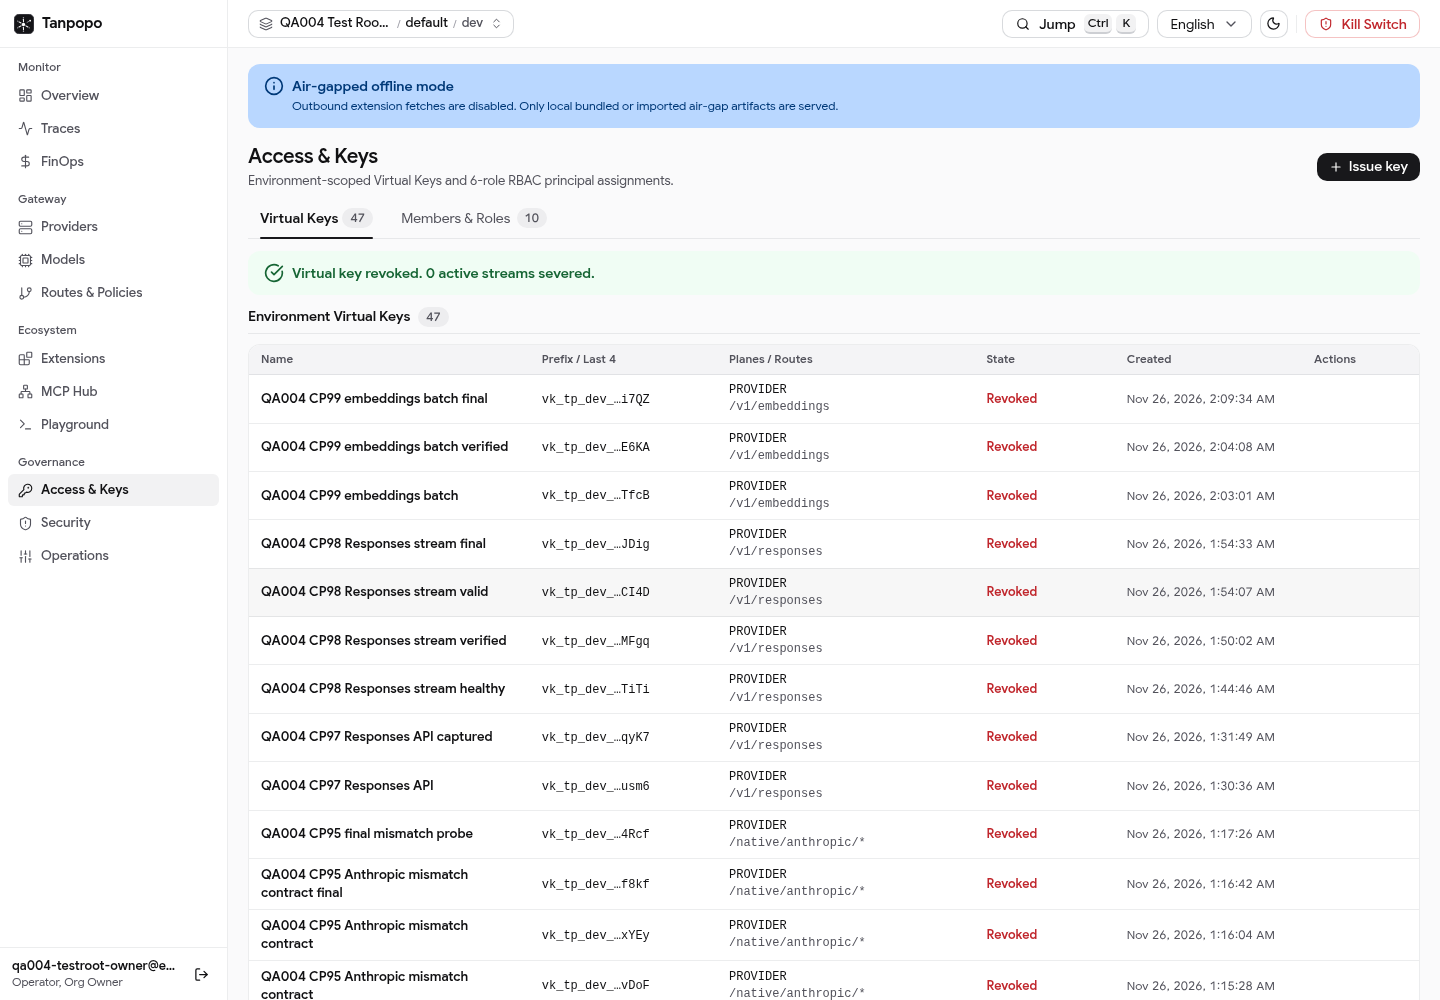 Tanpopo
QA004 Test Roo... / default / dev
Jump Ctrl K
English
Kill Switch
Monitor
Overview
Traces
FinOps
Gateway
Providers
Models
Routes & Policies
Ecosystem
Extensions
MCP Hub
Playground
Governance
Access & Keys
Security
Operations
qa004-testroot-owner@e...
Operator, Org Owner
Air-gapped offline mode
Outbound extension fetches are disabled. Only local bundled or imported air-gap artifacts are served.
Access & Keys
Environment-scoped Virtual Keys and 6-role RBAC principal assignments.
Issue key
Virtual Keys 47
Members & Roles 10
Virtual key revoked. 0 active streams severed.
Environment Virtual Keys 47
Name Prefix / Last 4 Planes / Routes State Created Actions
QA004 CP99 embeddings batch final vk_tp_dev_…i7QZ PROVIDER Revoked Nov 26, 2026, 2:09:34 AM
/v1/embeddings
QA004 CP99 embeddings batch verified vk_tp_dev_…E6KA PROVIDER Revoked Nov 26, 2026, 2:04:08 AM
/v1/embeddings
QA004 CP99 embeddings batch vk_tp_dev_…TfcB PROVIDER Revoked Nov 26, 2026, 2:03:01 AM
/v1/embeddings
QA004 CP98 Responses stream final vk_tp_dev_…JDig PROVIDER Revoked Nov 26, 2026, 1:54:33 AM
/v1/responses
QA004 CP98 Responses stream valid vk_tp_dev_…CI4D PROVIDER Revoked Nov 26, 2026, 1:54:07 AM
/v1/responses
QA004 CP98 Responses stream verified vk_tp_dev_…MFgq PROVIDER Revoked Nov 26, 2026, 1:50:02 AM
/v1/responses
QA004 CP98 Responses stream healthy vk_tp_dev_…TiTi PROVIDER Revoked Nov 26, 2026, 1:44:46 AM
/v1/responses
QA004 CP97 Responses API captured vk_tp_dev_…qyK7 PROVIDER Revoked Nov 26, 2026, 1:31:49 AM
/v1/responses
QA004 CP97 Responses API vk_tp_dev_…usm6 PROVIDER Revoked Nov 26, 2026, 1:30:36 AM
/v1/responses
QA004 CP95 final mismatch probe vk_tp_dev_…4Rcf PROVIDER Revoked Nov 26, 2026, 1:17:26 AM
/native/anthropic/*
QA004 CP95 Anthropic mismatch contract final vk_tp_dev_…f8kf PROVIDER Revoked Nov 26, 2026, 1:16:42 AM
/native/anthropic/*
QA004 CP95 Anthropic mismatch contract vk_tp_dev_…xYEy PROVIDER Revoked Nov 26, 2026, 1:16:04 AM
/native/anthropic/*
QA004 CP95 Anthropic mismatch contract vk_tp_dev_…vDoF PROVIDER Revoked Nov 26, 2026, 1:15:28 AM
/native/anthropic/*